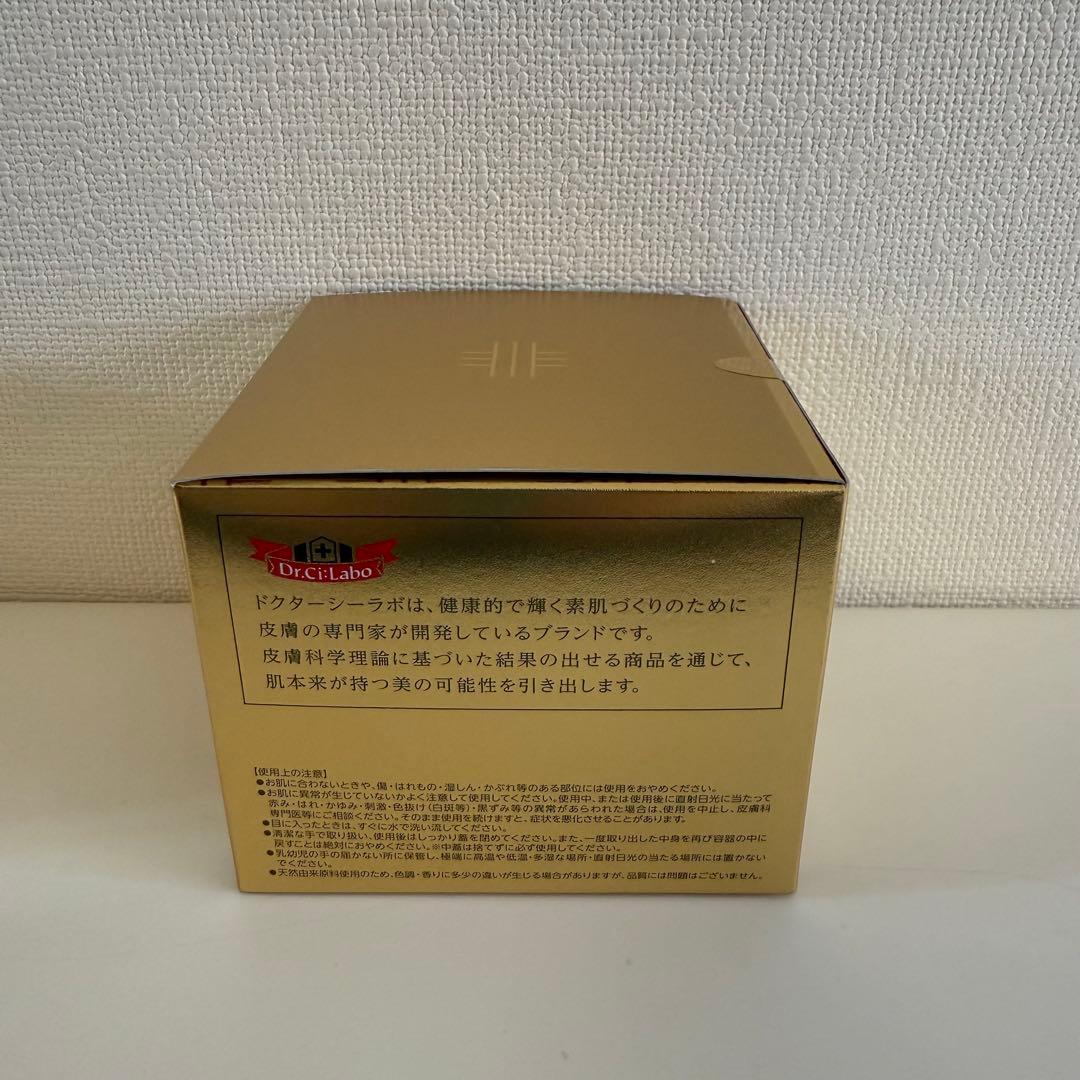 Dr.Ci:Labo
ドクターシーラボは、健康的で輝く素肌づくりのために
皮膚の専門家が開発しているブランドです。
皮膚科学理論に基づいた結果の出せる商品を通じて、
肌本来が持つ美の可能性を引き出します。
【使用上の注意】
●お肌に合わないときや、傷・はれもの・湿しん・かぶれ等のある部位には使用をおやめください。
●お肌に異常が生じていないかよく注意して使用してください。使用中、または使用後に直射日光に当たって
赤み・はれ・かゆみ・刺激・色抜け(白斑等)・黒ずみ等の異常があらわれた場合は、使用を中止し、皮膚科
専門医等にご相談ください。そのまま使用を続けますと、症状を悪化させることがあります。
●目に入ったときは、すぐに水で洗い流してください。
●清潔な手で取り扱い、使用後はしっかり蓋を閉めてください。また、一度取り出した中身を再び容器の中に
戻すことは絶対におやめください。※中蓋は捨てずに必ず使用してください。
●乳幼児の手の届かない所に保管し、極端に高温や低温・多湿な場所・直射日光の当たる場所には置かない
でください。
●天然由来原料使用のため、色調・香りに多少の違いが生じる場合がありますが、品質には問題はございません。